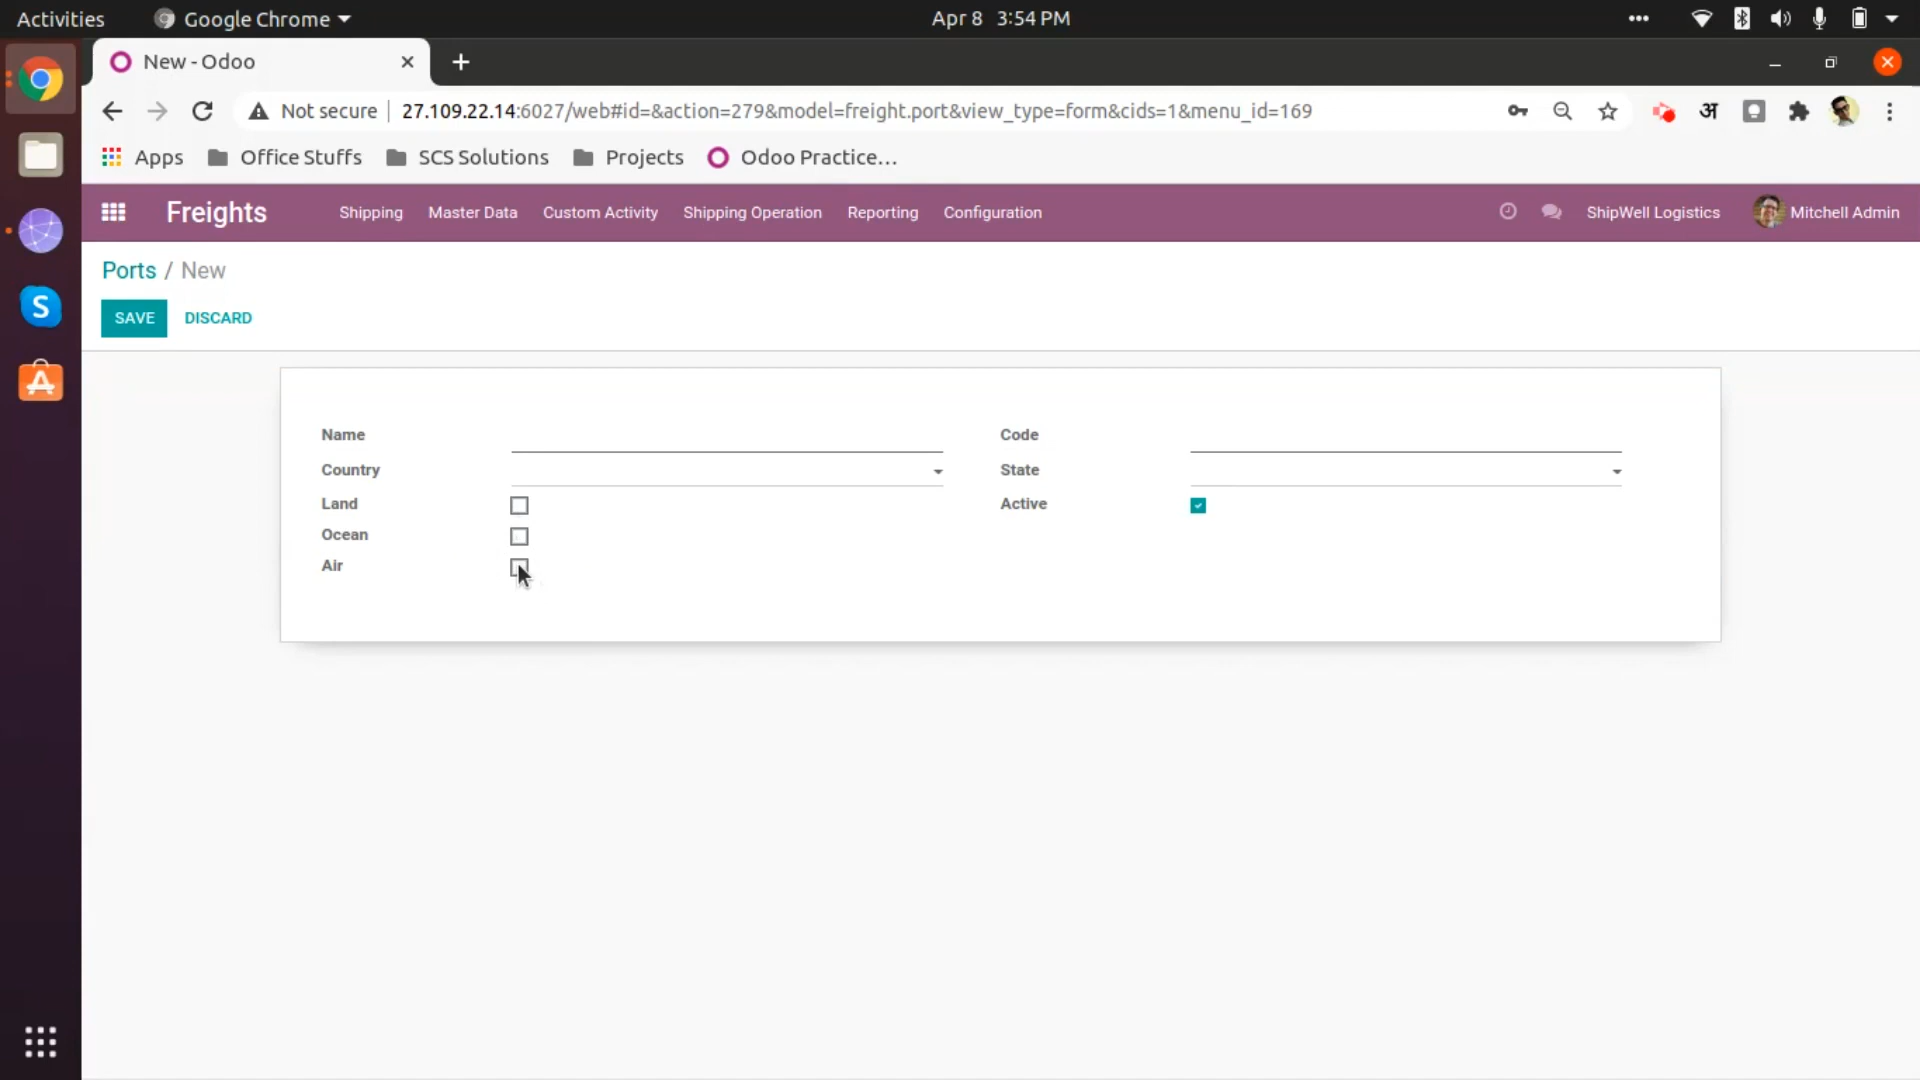 Activities Google Chrome Apr 8 3:54 PM
New - Odoo
Not secure 27.109.22.14:6027/web#id=&action=279&model=freight.port&view_type=form&cids=1&menu_id=169 अ
Apps Office Stuffs SCS Solutions Projects Odoo Practice...
Freights Shipping Master Data Custom Activity Shipping Operation Reporting Configuration ShipWell Logistics Mitchell Admin
Ports / New
SAVE DISCARD
Name Code
Country State
Land Active
Ocean
Air